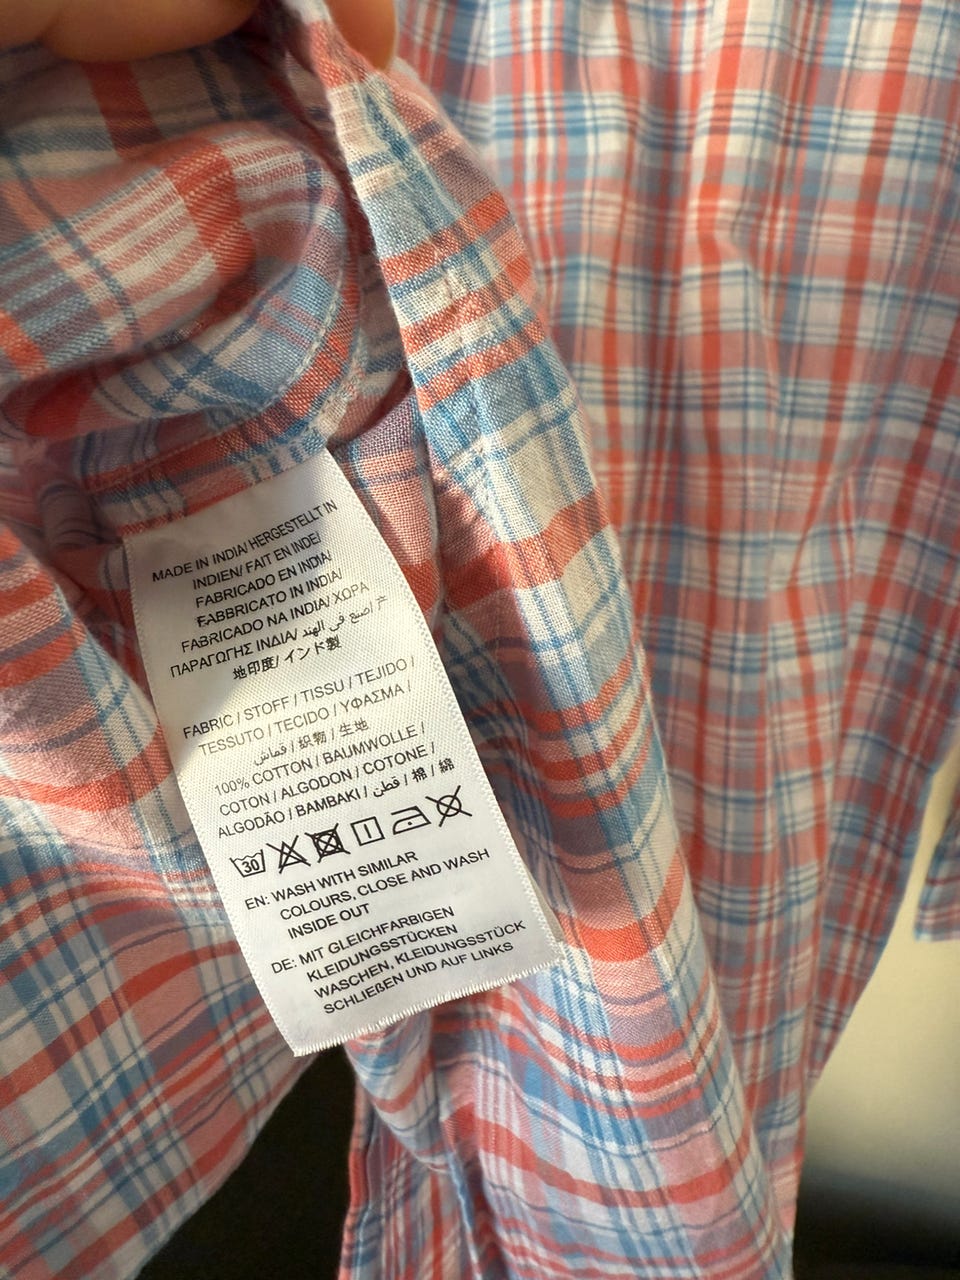 MADE IN INDIA/ HERGESTELLT IN
INDIEN/ FAIT EN INDE/
FABRICADO EN INDIA/
FABBRICATO IN INDIA/
FABRICADO NA INDIA/ ΧΩΡΑ
ΠΑΡΑΓΩΓΗΣ ΙΝΔΙΑ/ صنع في الهند /
地印度/ インド製
FABRIC / STOFF / TISSU / TEJIDO /
TESSUTO / TECIDO / ΥΦΑΣΜΑ /
قماش / 织物 / 生地
100% COTTON / BAUMWOLLE /
COTON / ALGODON / COTONE /
ALGODÃO / BAMBAKI / قطن / 棉 / 綿
30
EN: WASH WITH SIMILAR
COLOURS, CLOSE AND WASH
INSIDE OUT
DE: MIT GLEICHFARBIGEN
KLEIDUNGSSTÜCKEN
WASCHEN, KLEIDUNGSSTÜCK
SCHLIEßEN UND AUF LINKS